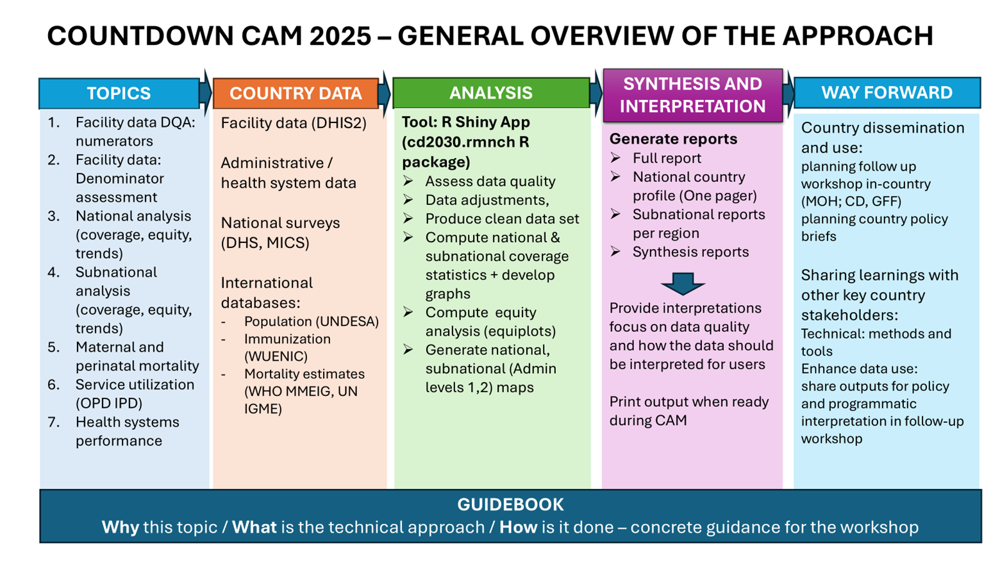 COUNTDOWN CAM 2025 – GENERAL OVERVIEW OF THE APPROACH
TOPICS
1. Facility data DQA:
numerators
2. Facility data:
Denominator
assessment
3. National analysis
(coverage, equity,
trends)
4. Subnational
analysis
(coverage, equity,
trends)
5. Maternal and
perinatal mortality
6. Service utilization
(OPD IPD)
7. Health systems
performance
COUNTRY DATA
Facility data (DHIS2)
Administrative /
health system data
National surveys
(DHS, MICS)
International
databases:
- Population (UNDESA)
- Immunization
(WUENIC)
- Mortality estimates
(WHO MMEIG, UN
IGME)
ANALYSIS
Tool: R Shiny App
(cd2030.rmnch R
package)
➢ Assess data quality
➢ Data adjustments,
➢ Produce clean data set
➢ Compute national &
subnational coverage
statistics + develop
graphs
➢ Compute equity
analysis (equiplots)
➢ Generate national,
subnational (Admin
levels 1,2) maps
SYNTHESIS AND
INTERPRETATION
Generate reports
➢ Full report
➢ National country
profile (One pager)
➢ Subnational reports
per region
➢ Synthesis reports
Provide interpretations
focus on data quality
and how the data should
be interpreted for users
Print output when ready
during CAM
WAY FORWARD
Country dissemination
and use:
planning follow up
workshop in-country
(MOH; CD, GFF)
planning country policy
briefs
Sharing learnings with
other key country
stakeholders:
Technical: methods and
tools
Enhance data use:
share outputs for policy
and programmatic
interpretation in follow-up
workshop
GUIDEBOOK
Why this topic / What is the technical approach / How is it done – concrete guidance for the workshop